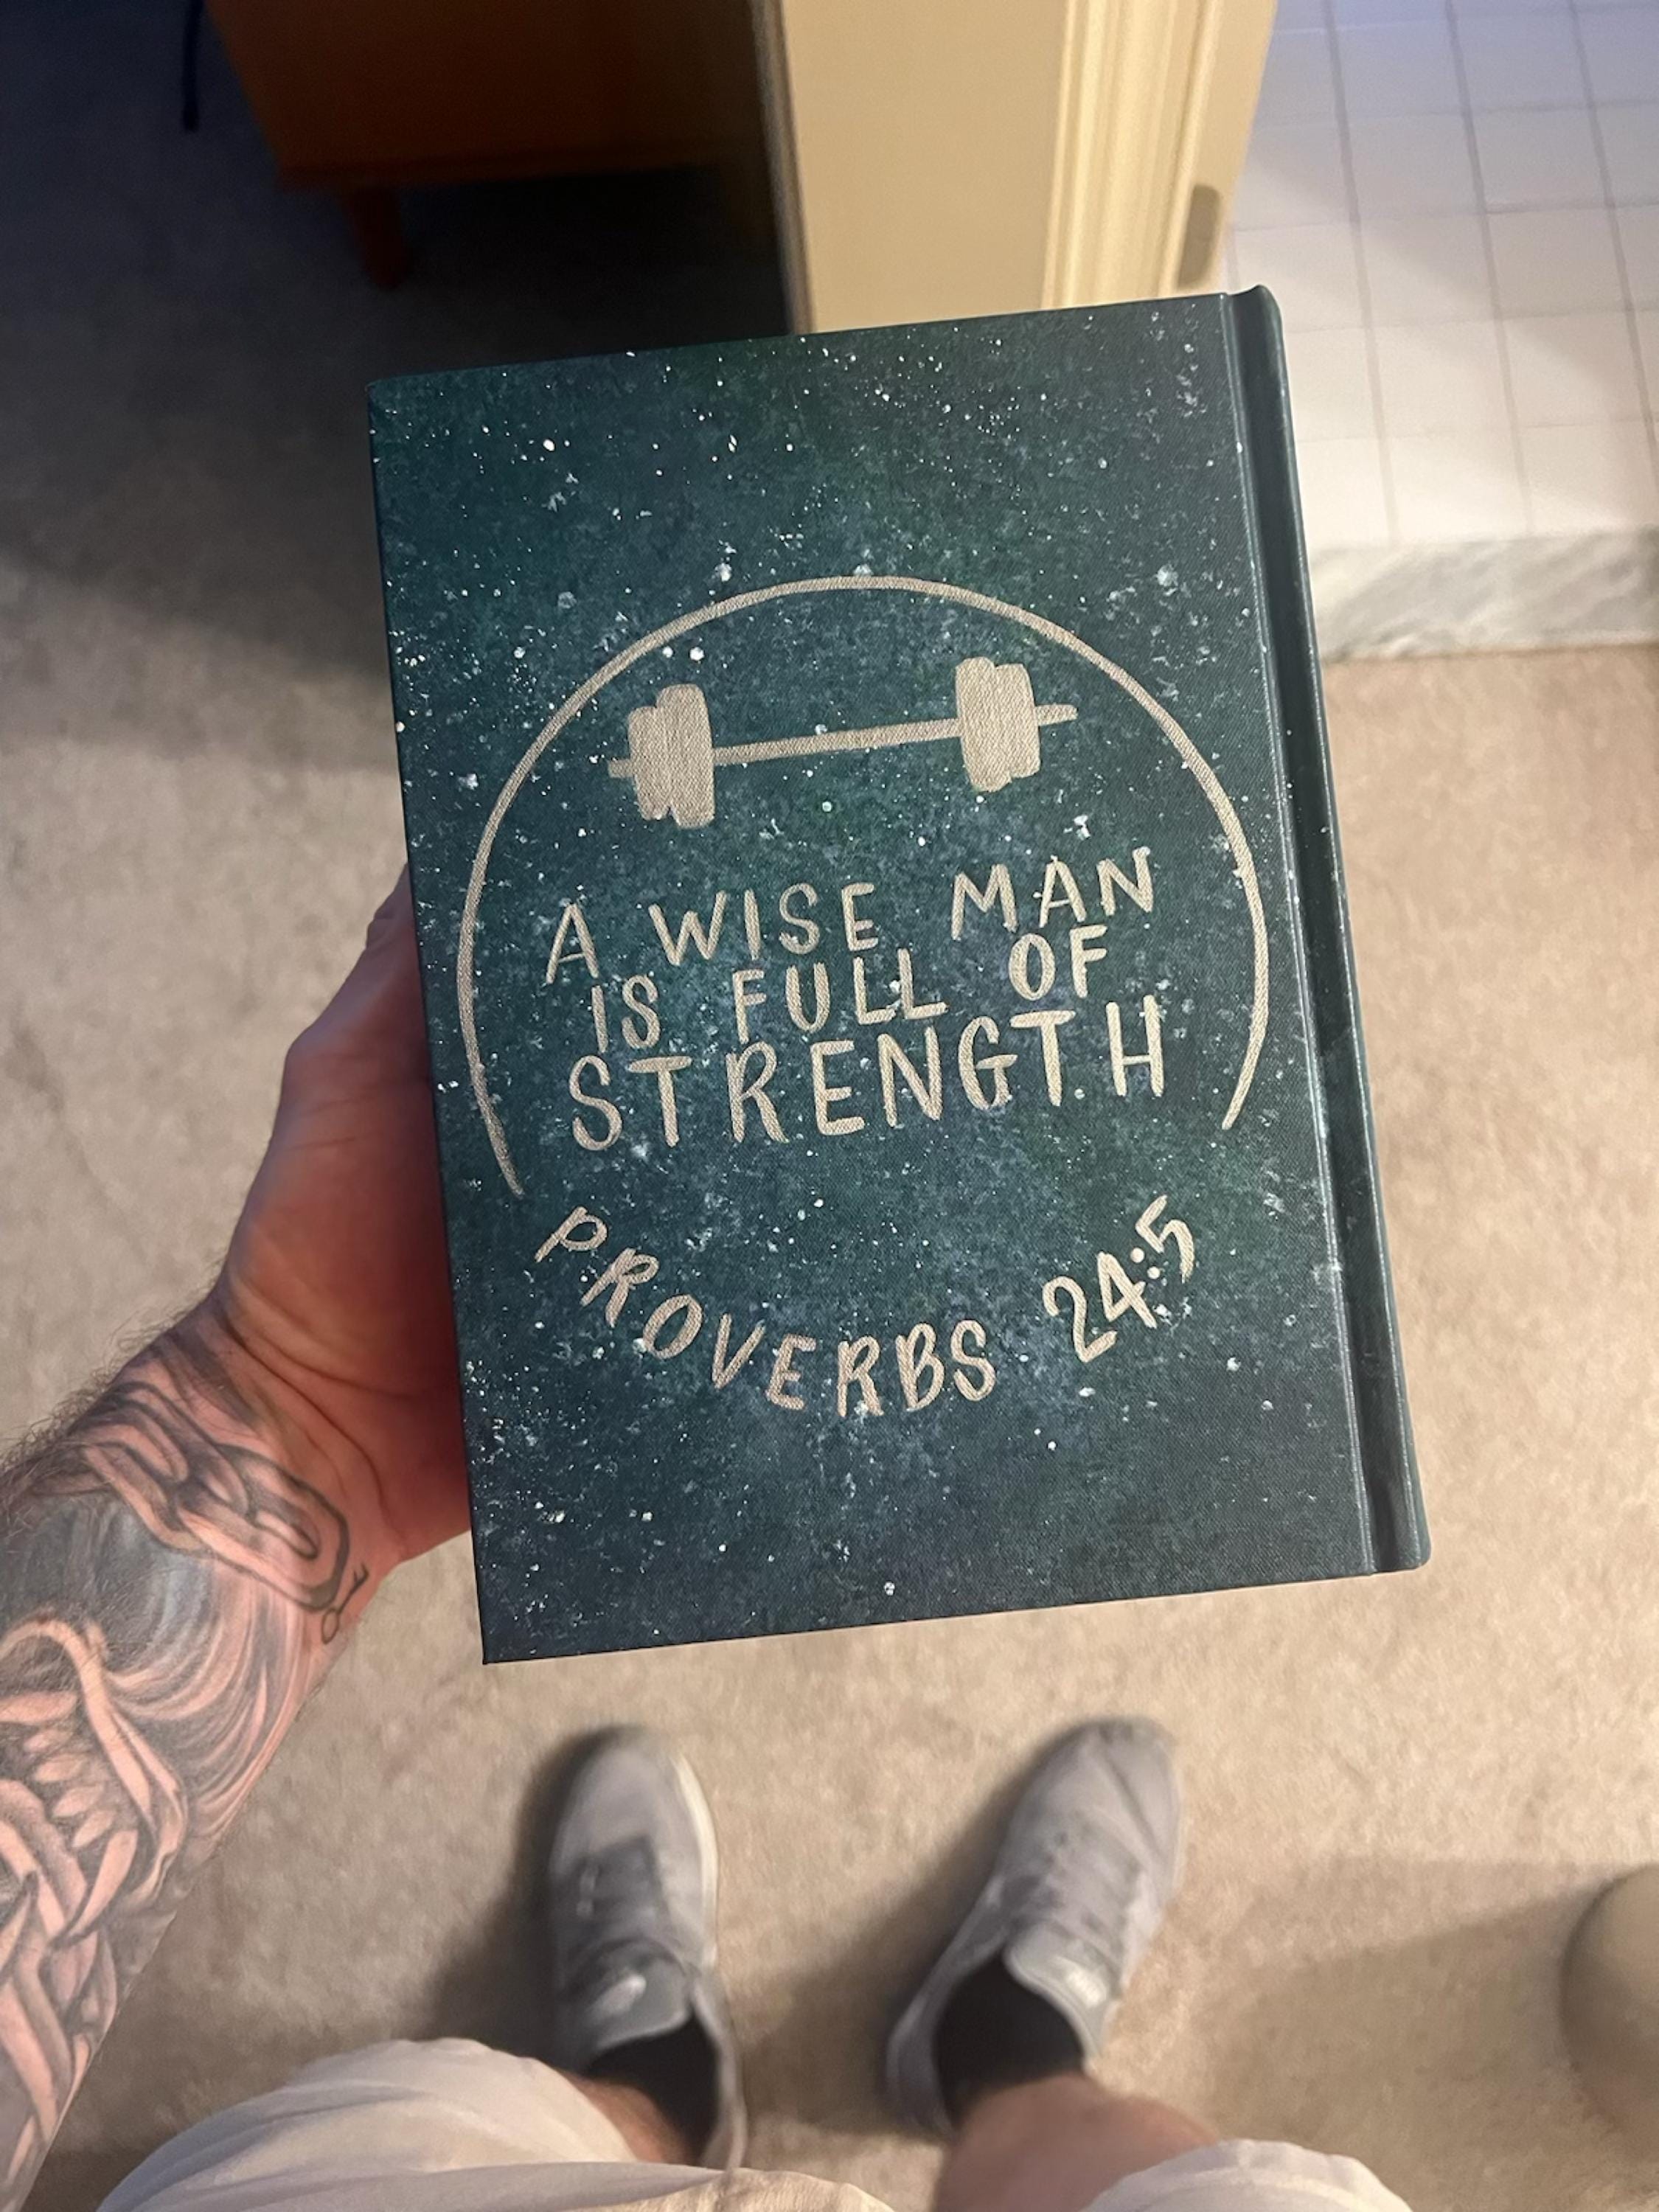 A WISE MAN
IS FULL OF
STRENGTH
PROVERBS 24:5